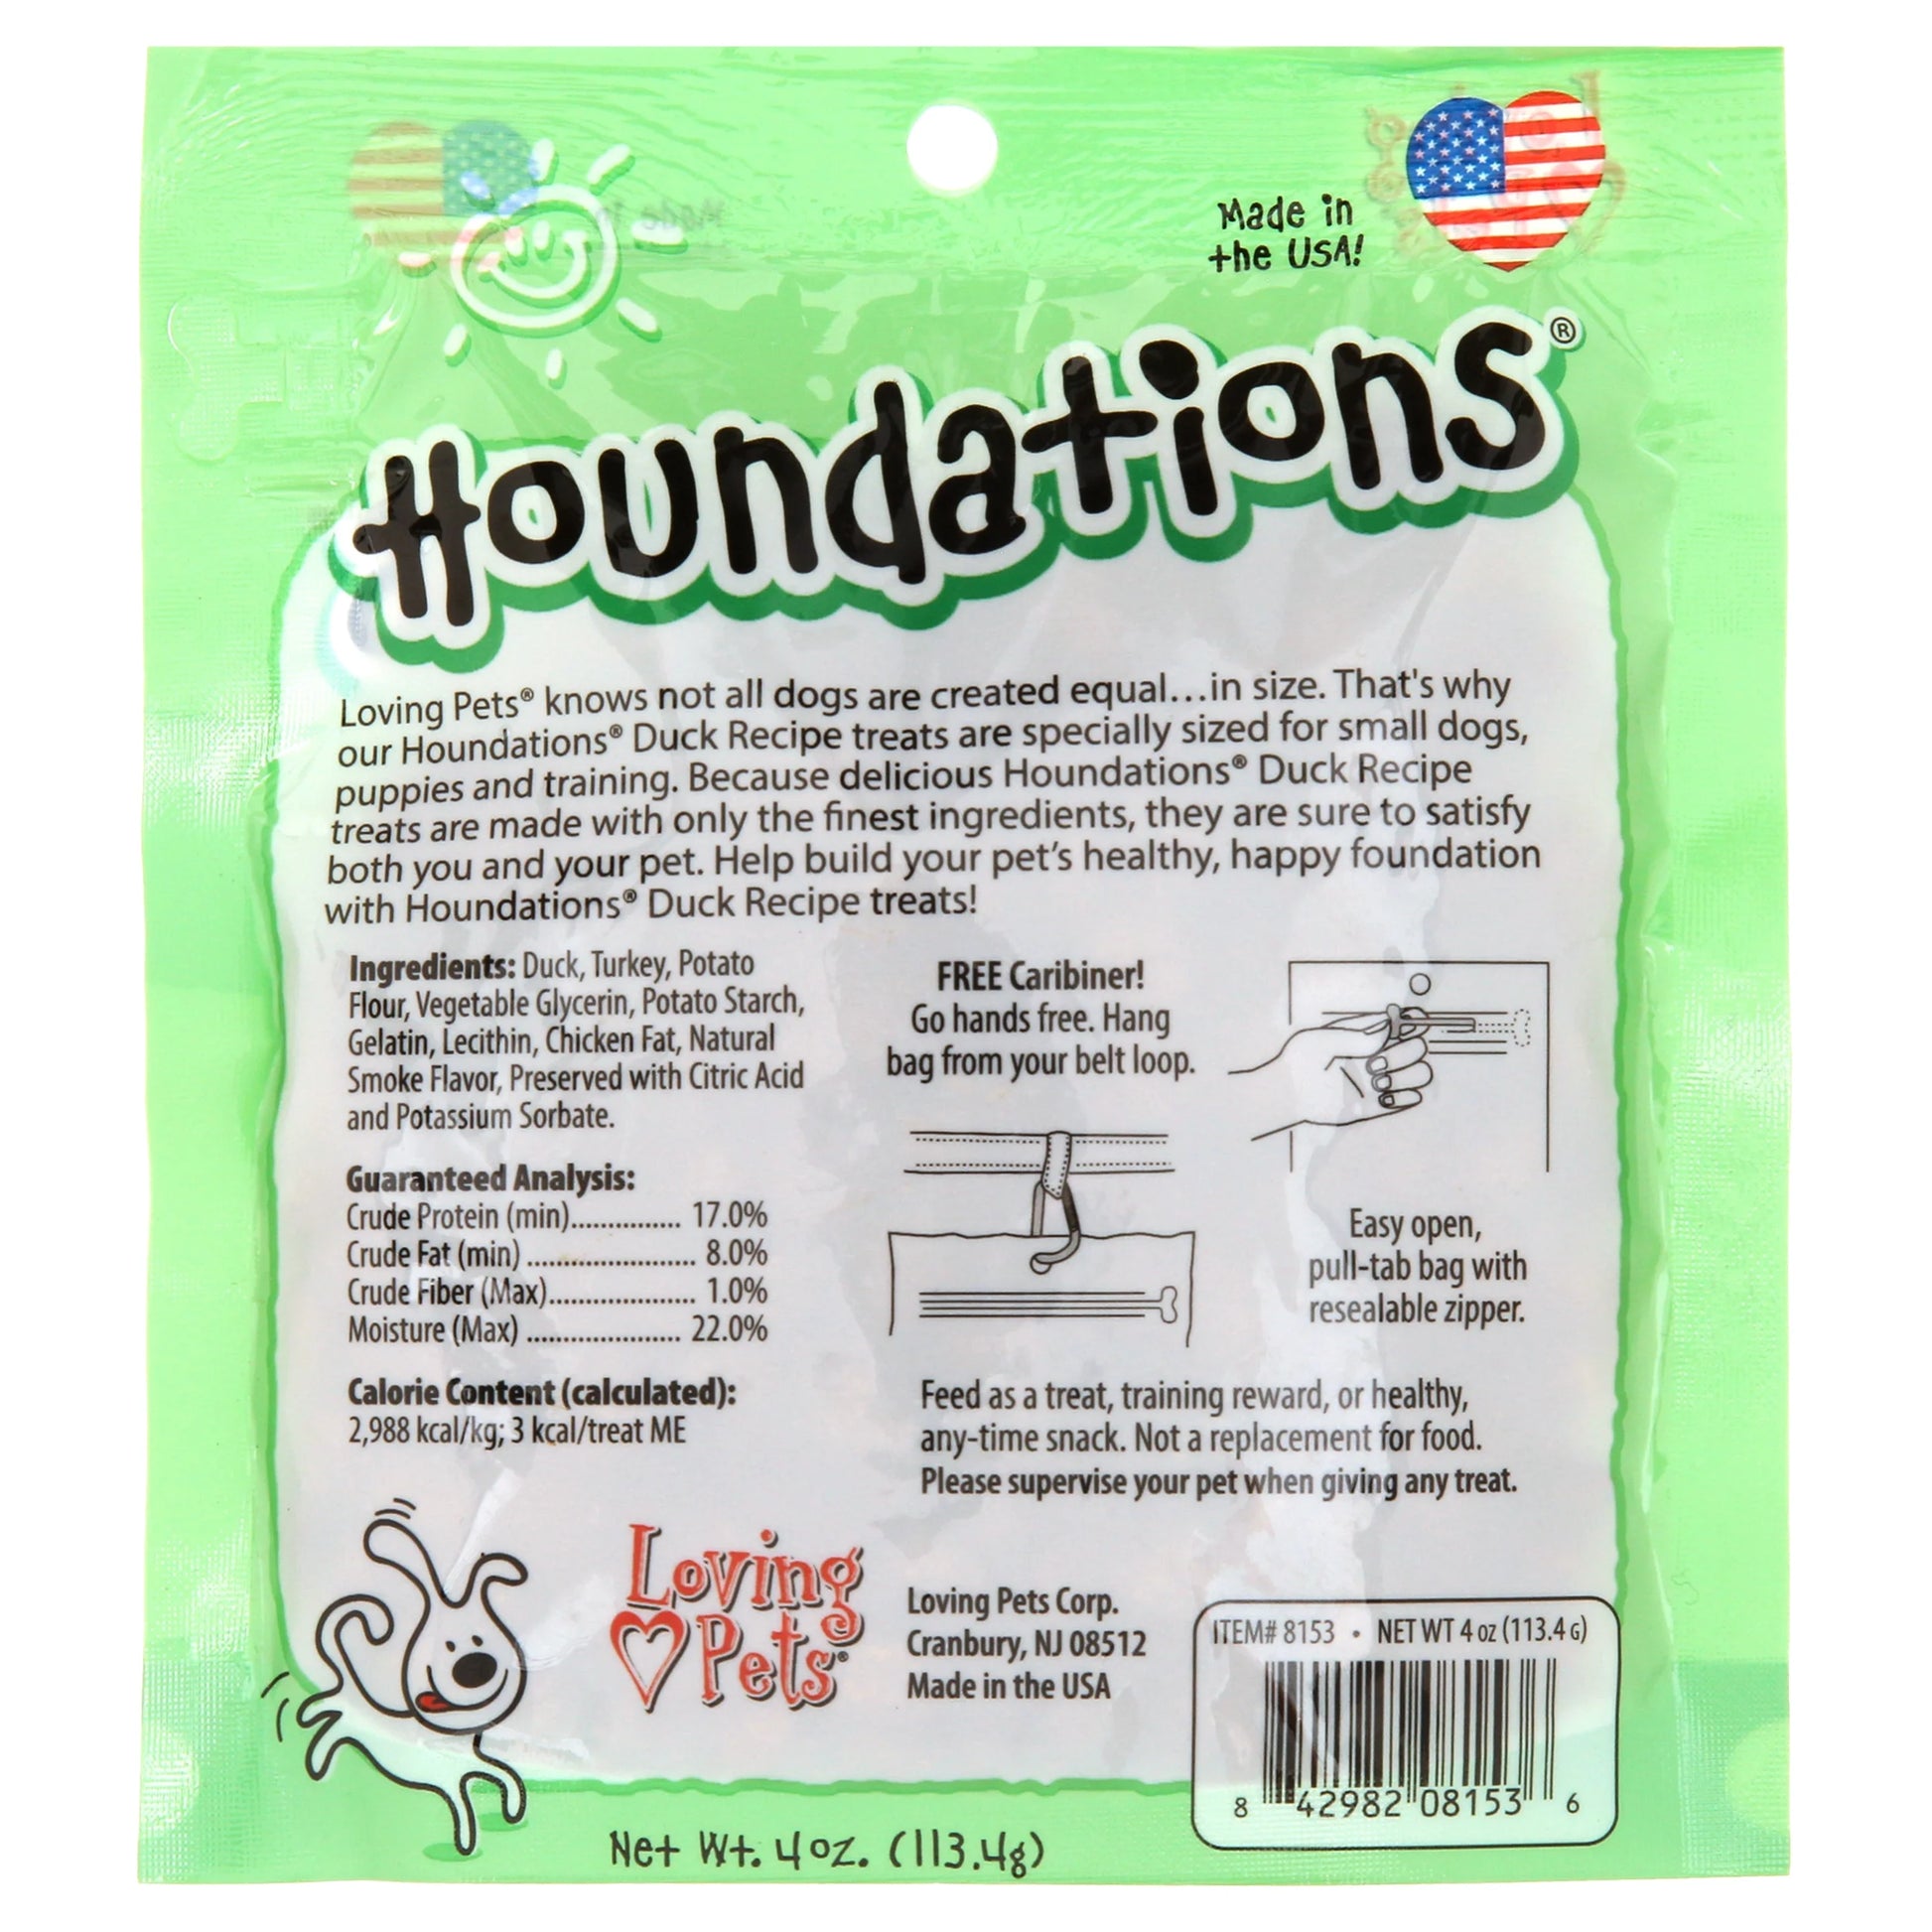 Made in
the USA!
Houndations®
Loving Pets® knows not all dogs are created equal...in size. That's why
our Houndations® Duck Recipe treats are specially sized for small dogs,
puppies and training. Because delicious Houndations® Duck Recipe
treats are made with only the finest ingredients, they are sure to satisfy
both you and your pet. Help build your pet's healthy, happy foundation
with Houndations® Duck Recipe treats!
Ingredients: Duck, Turkey, Potato
Flour, Vegetable Glycerin, Potato Starch,
Gelatin, Lecithin, Chicken Fat, Natural
Smoke Flavor, Preserved with Citric Acid
and Potassium Sorbate.
Guaranteed Analysis:
Crude Protein (min)............... 17.0%
Crude Fat (min) ....................... 8.0%
Crude Fiber (Max).................... 1.0%
Moisture (Max) ..................... 22.0%
Calorie Content (calculated):
2,988 kcal/kg; 3 kcal/treat ME
FREE Caribiner!
Go hands free. Hang
bag from your belt loop.
Easy open,
pull-tab bag with
resealable zipper.
Feed as a treat, training reward, or healthy,
any-time snack. Not a replacement for food.
Please supervise your pet when giving any treat.
Loving
Pets®
Loving Pets Corp.
Cranbury, NJ 08512
Made in the USA
ITEM# 8153 • NET WT 4 oz (113.4 G)
8 42982 08153 6
Net Wt. 4 oz. (113.4g)